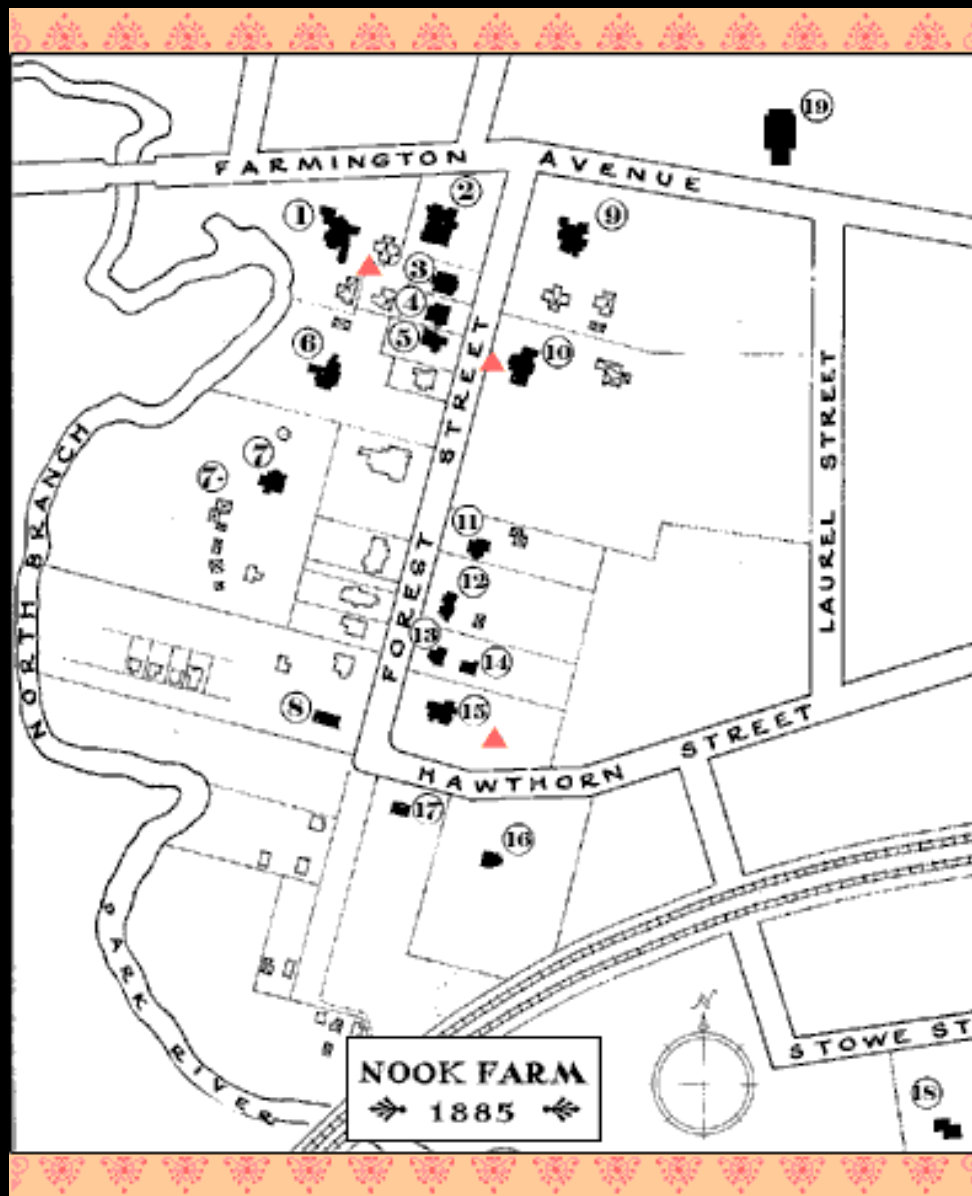 19
FARMINGTON AVENUE
1
2
9
3
4
5
6
10
7
7.
11
12
13
14
15
8
FOREST STREET
LAUREL STREET
HAWTHORN STREET
17
16
NORTH BRANCH
PARK RIVER
N
STOWE ST
18
NOOK FARM
1885